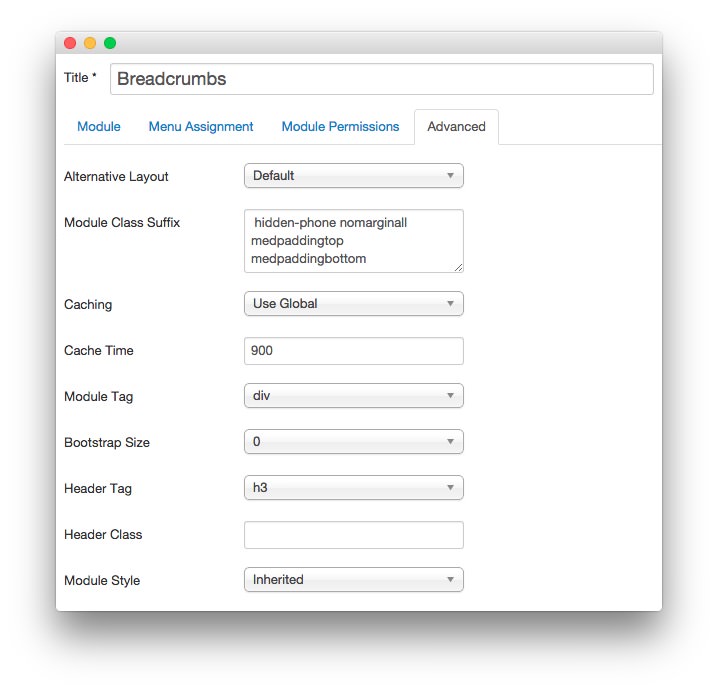 Title * Breadcrumbs
Module Menu Assignment Module Permissions Advanced
Alternative Layout Default
Module Class Suffix hidden-phone nomarginall
medpaddingtop
medpaddingbottom
Caching Use Global
Cache Time 900
Module Tag div
Bootstrap Size 0
Header Tag h3
Header Class
Module Style Inherited